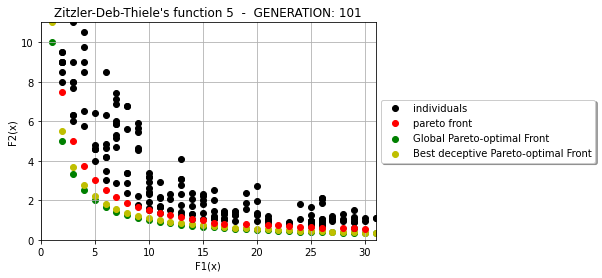 Zitzler-Deb-Thiele's function 5 - GENERATION: 101
10
8
6
4
2
0
F2(x)
0 5 10 15 20 25 30
F1(x)
individuals
pareto front
Global Pareto-optimal Front
Best deceptive Pareto-optimal Front